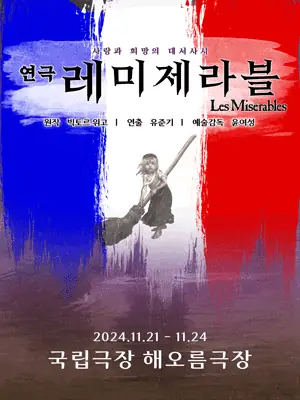 사랑과 희망의 대서사시
연극 레미제라블
Les Miserables
원작 빅토르위고 | 연출 유준기 | 예술감독 윤여성
2024.11.21 - 11.24
국립극장 해오름극장